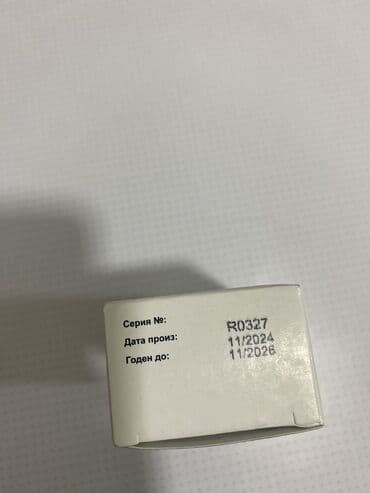 Серия №: R0327
Дата произ: 11/2024
Годен до: 11/2026